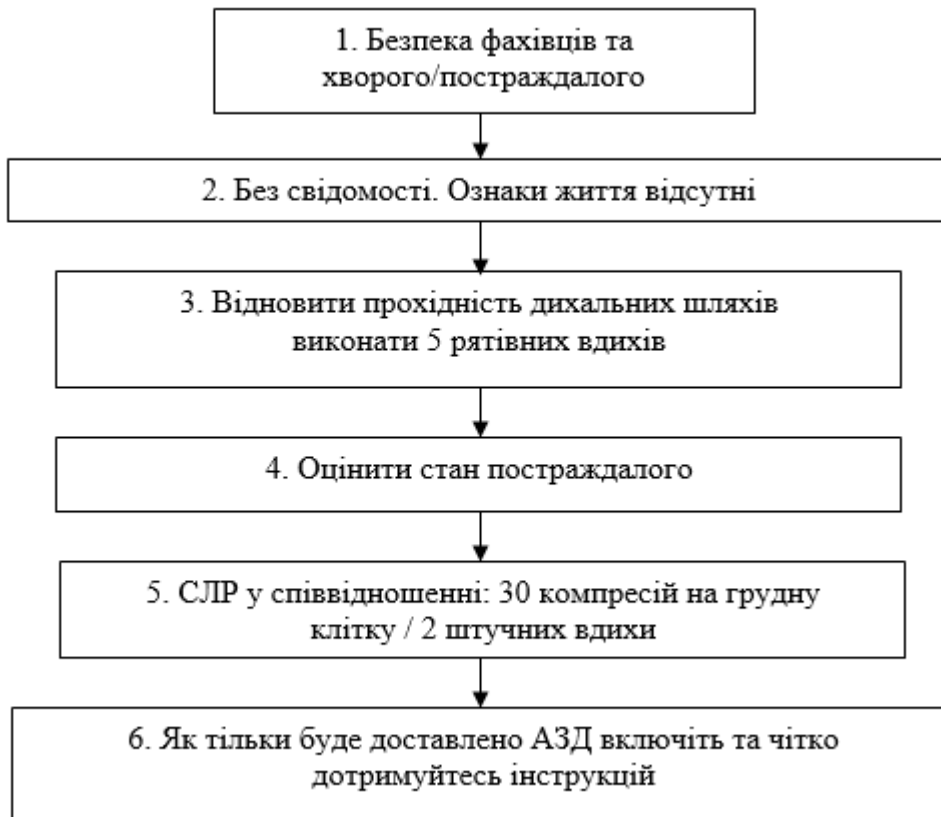 1. Безпека фахівців та
хворого/постраждалого
2. Без свідомості. Ознаки життя відсутні
3. Відновити прохідність дихальних шляхів
виконати 5 рятівних вдихів
4. Оцінити стан постраждалого
5. СЛР у співвідношенні: 30 компресій на грудну
клітку / 2 штучних вдихи
6. Як тільки буде доставлено АЗД включіть та чітко
дотримуйтесь інструкцій